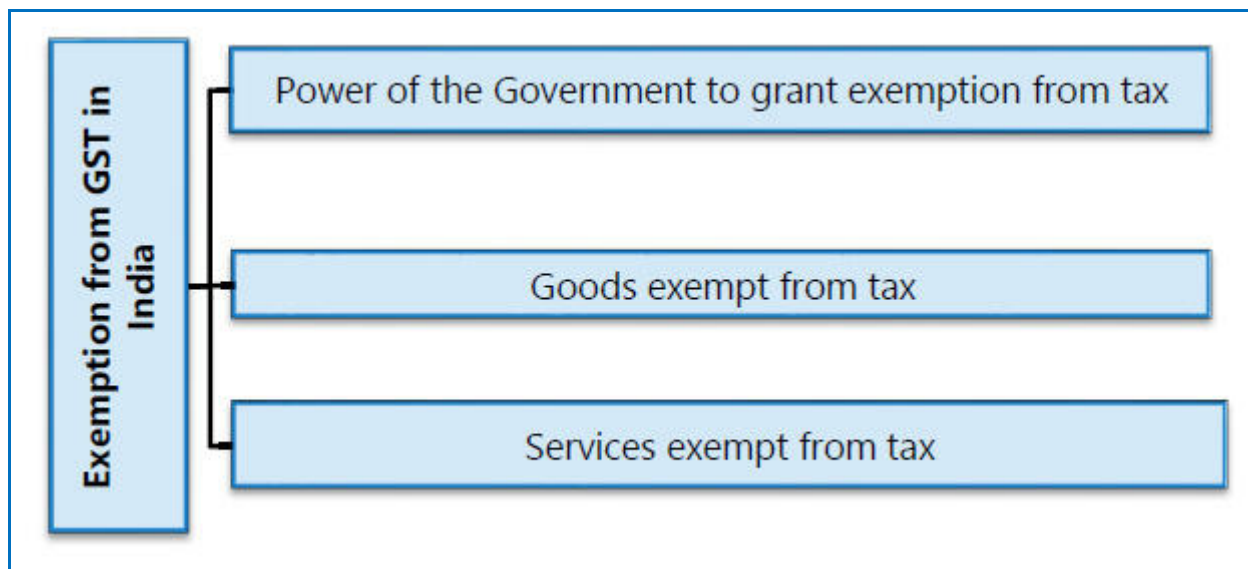 Exemption from GST in
India
Power of the Government to grant exemption from tax
Goods exempt from tax
Services exempt from tax